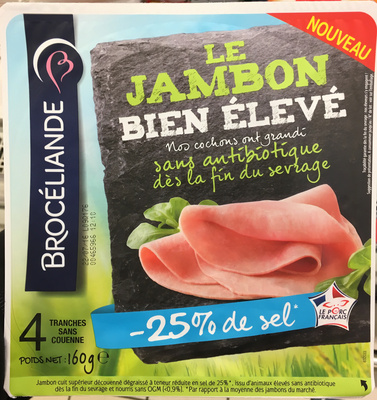 NOUVEAU
LE
JAMBON
BIEN ÉLEVÉ
Nos cochons ont grandi
sans antibiotique
dès la fin du sevrage
BROCÉLIANDE
-25% de sel*
LE PORC
FRANÇAIS
4 TRANCHES
SANS
COUENNE
POIDS NET : 160g e
Jambon cuit supérieur découenné dégraissé à teneur réduite en sel de 25%*, issu d'animaux élevés sans antibiotique
dès la fin du sevrage et nourris sans OGM (<0,9%). *Par rapport à la moyenne des jambons du marché.